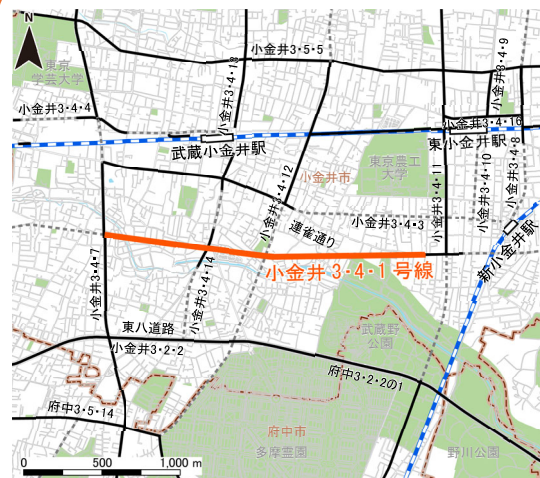 N
小金井3・5・5
小金井3・4・9
東京
学芸大学
小金井3・4・13
小金井3・4・4
小金井3・4・16
武蔵小金井駅
東小金井駅
小金井3・4・12
東京農工
大学
小金井3・4・11
小金井3・4・10
小金井3・4・8
小金井市
連雀通り
小金井3・4・3
新小金井駅
小金井3・4・7
小金井3・4・14
小金井3・4・1号線
武蔵野
公園
東八道路
小金井3・2・2
府中3・2・2の1
府中3・5・14
府中市
多摩霊園
野川公園
0 500 1,000 m